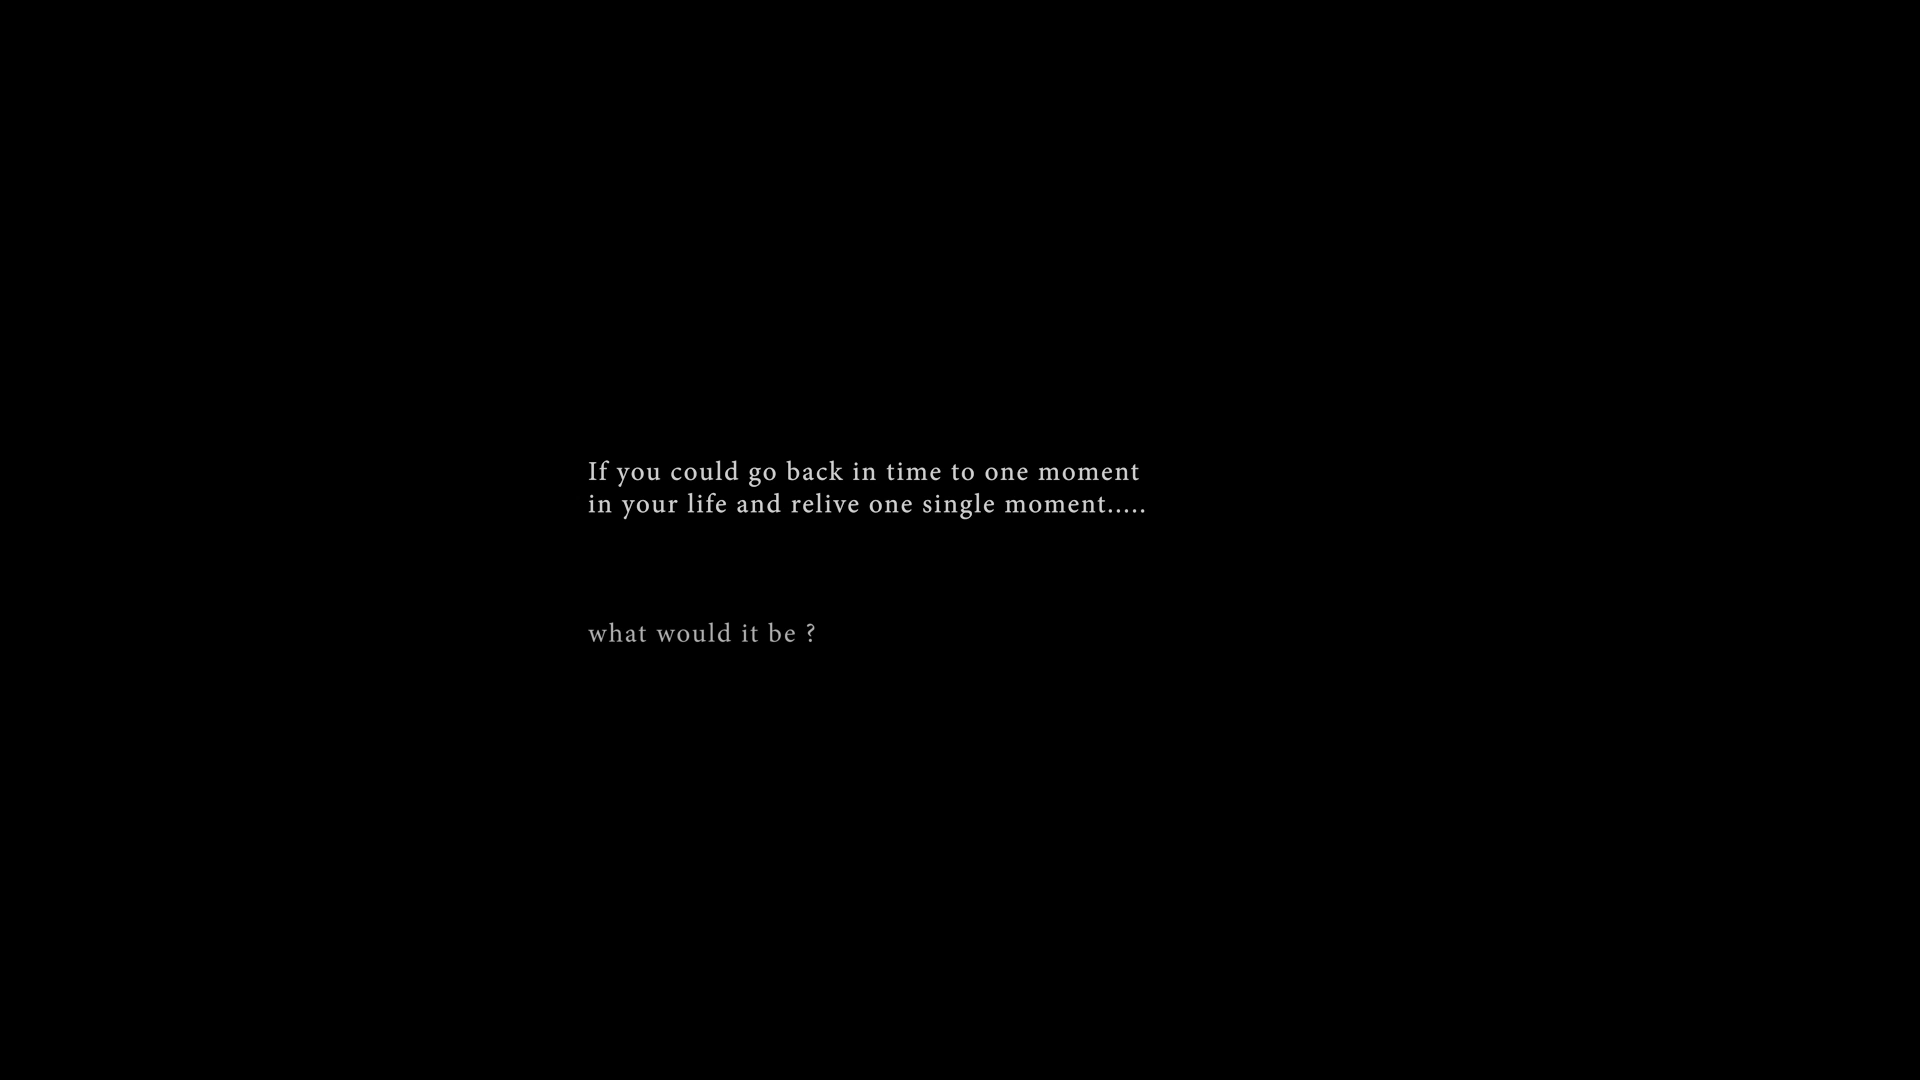 If you could go back in time to one moment
in your life and relive one single moment.....
what would it be ?